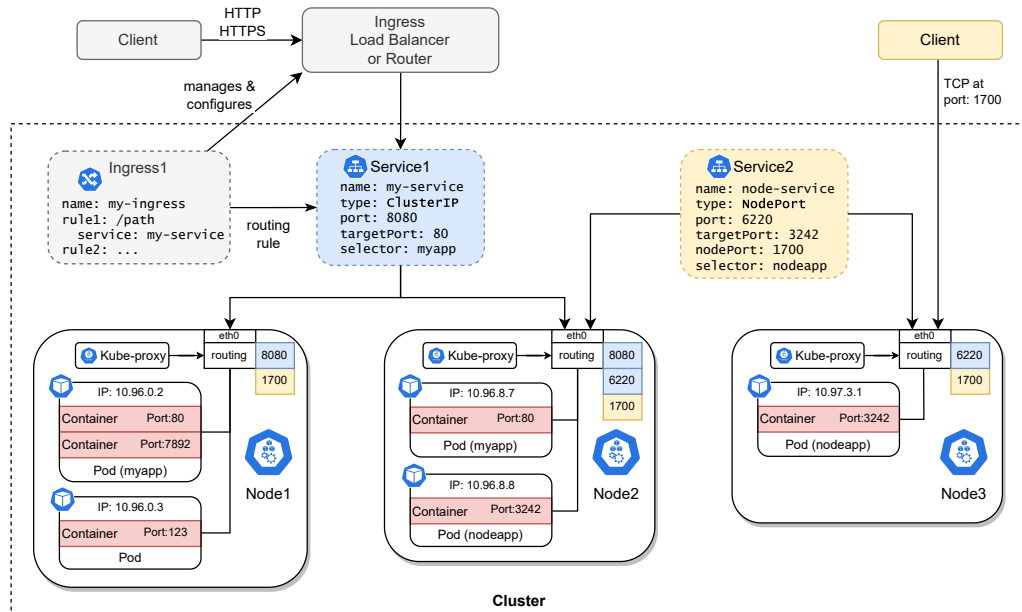 Client
HTTP
HTTPS
Ingress
Load Balancer
or Router
Client
manages &
configures
TCP at
port: 1700
Ingress1
name: my-ingress
rule1: /path
service: my-service
rule2: ...
routing
rule
Service1
name: my-service
type: ClusterIP
port: 8080
targetPort: 80
selector: myapp
Service2
name: node-service
type: NodePort
port: 6220
targetPort: 3242
nodePort: 1700
selector: nodeapp
eth0
Kube-proxy
routing
8080
1700
IP: 10.96.0.2
Container Port:80
Container Port:7892
Pod (myapp)
Node1
IP: 10.96.0.3
Container Port:123
Pod
eth0
Kube-proxy
routing
8080
6220
1700
IP: 10.96.8.7
Container Port:80
Pod (myapp)
Node2
IP: 10.96.8.8
Container Port:3242
Pod (nodeapp)
eth0
Kube-proxy
routing
6220
1700
IP: 10.97.3.1
Container Port:3242
Pod (nodeapp)
Node3
Cluster